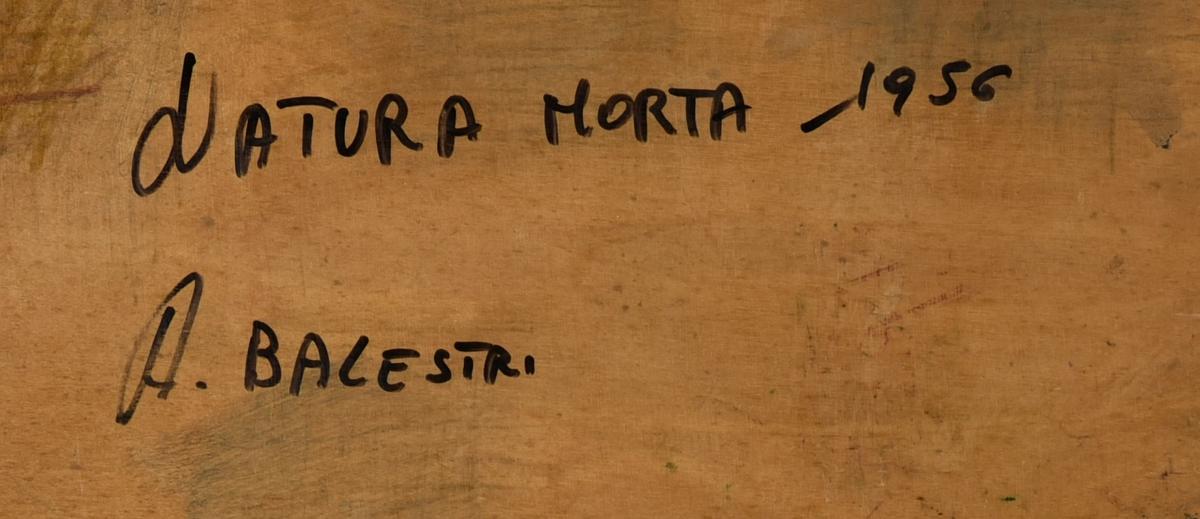 NATURA MORTA - 1956
A. BALESTRI